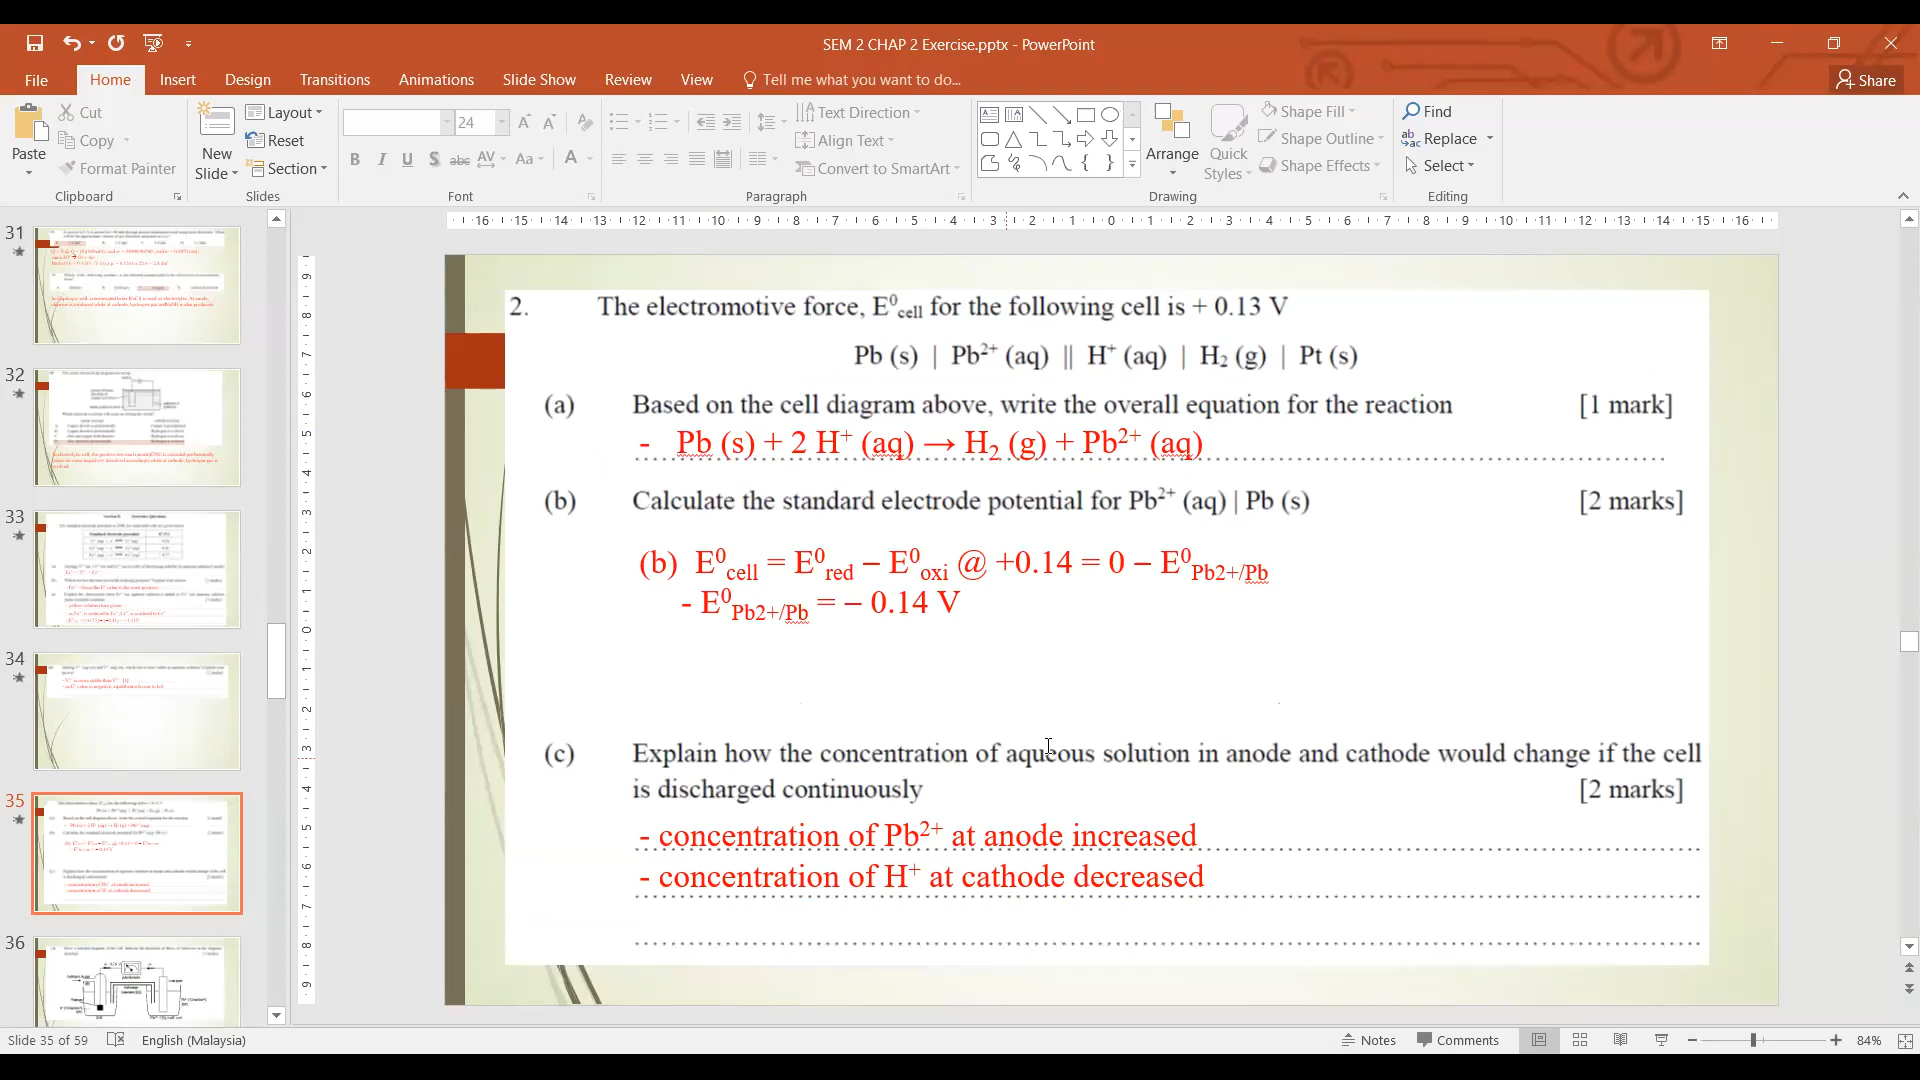 SEM 2 CHAP 2 Exercise.pptx - PowerPoint
File Home Insert Design Transitions Animations Slide Show Review View Tell me what you want to do... Share
Paste
Cut
Copy
Format Painter
Clipboard
New Slide
Layout
Reset
Section
Slides
24
Font
Text Direction
Align Text
Convert to SmartArt
Paragraph
Arrange
Quick Styles
Shape Fill
Shape Outline
Shape Effects
Drawing
Find
Replace
Select
Editing
31
32
33
34
35
36
2. The electromotive force, E⁰cell for the following cell is + 0.13 V
Pb (s) | Pb²⁺ (aq) || H⁺ (aq) | H₂ (g) | Pt (s)
(a) Based on the cell diagram above, write the overall equation for the reaction [1 mark]
- Pb (s) + 2 H⁺ (aq) → H₂ (g) + Pb²⁺ (aq)
(b) Calculate the standard electrode potential for Pb²⁺ (aq) | Pb (s) [2 marks]
(b) E⁰cell = E⁰red – E⁰oxi @ +0.14 = 0 – E⁰Pb2+/Pb
- E⁰Pb2+/Pb = – 0.14 V
(c) Explain how the concentration of aqueous solution in anode and cathode would change if the cell
is discharged continuously [2 marks]
- concentration of Pb²⁺ at anode increased
- concentration of H⁺ at cathode decreased
Slide 35 of 59 English (Malaysia) Notes Comments 84%